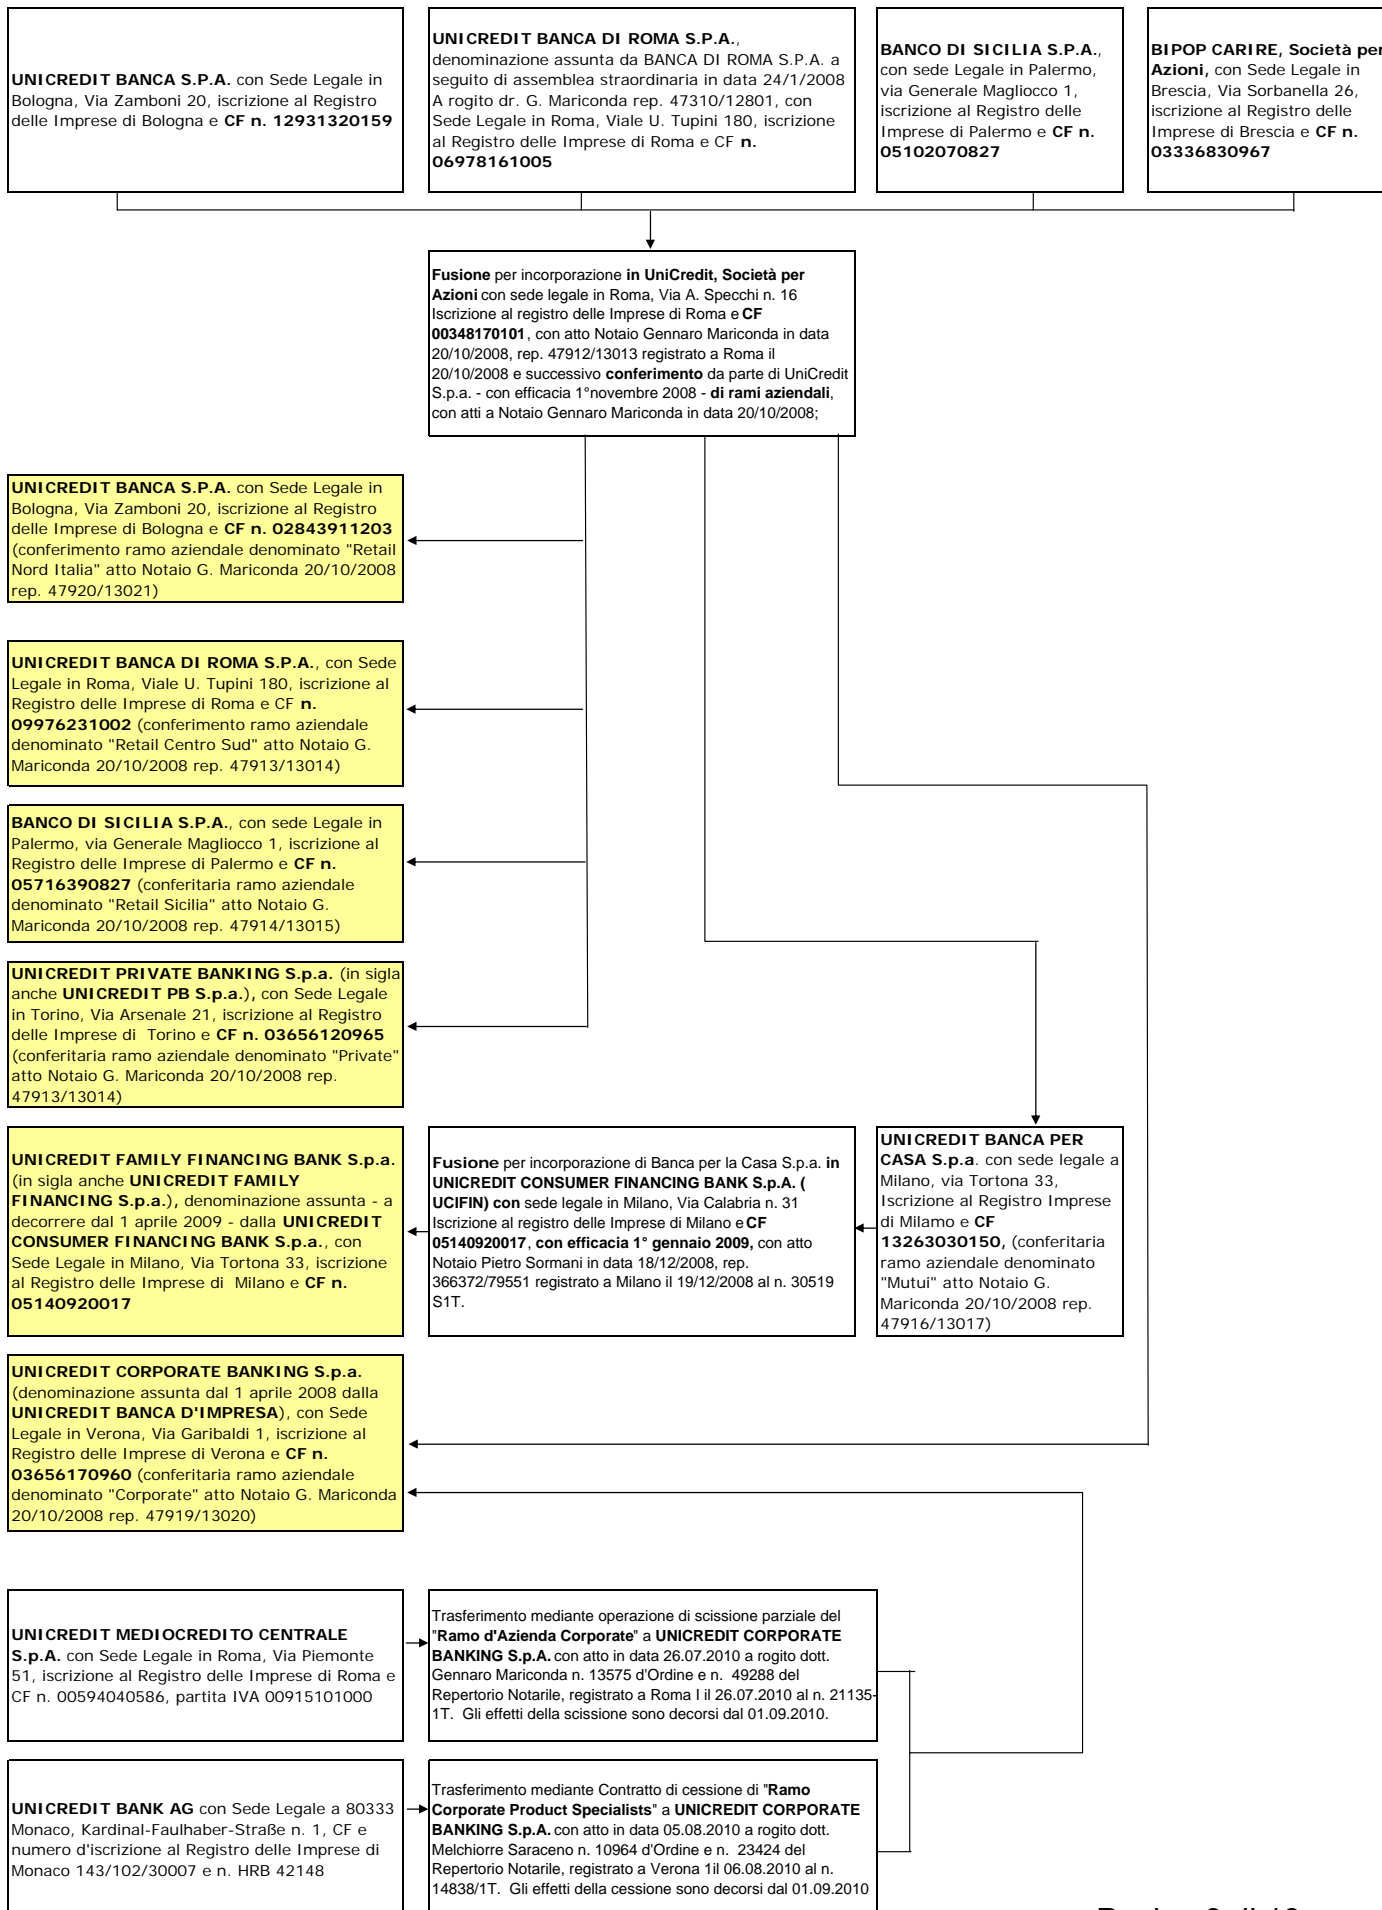 UNICREDIT BANCA S.P.A. con Sede Legale in
Bologna, Via Zamboni 20, iscrizione al Registro
delle Imprese di Bologna e CF n. 12931320159
UNICREDIT BANCA DI ROMA S.P.A.,
denominazione assunta da BANCA DI ROMA S.P.A. a
seguito di assemblea straordinaria in data 24/1/2008
A rogito dr. G. Mariconda rep. 47310/12801, con
Sede Legale in Roma, Viale U. Tupini 180, iscrizione
al Registro delle Imprese di Roma e CF n.
06978161005
BANCO DI SICILIA S.P.A.,
con sede Legale in Palermo,
via Generale Magliocco 1,
iscrizione al Registro delle
Imprese di Palermo e CF n.
05102070827
BIPOP CARIRE, Società per
Azioni, con Sede Legale in
Brescia, Via Sorbanella 26,
iscrizione al Registro delle
Imprese di Brescia e CF n.
03336830967
Fusione per incorporazione in UniCredit, Società per
Azioni con sede legale in Roma, Via A. Specchi n. 16
Iscrizione al registro delle Imprese di Roma e CF
00348170101, con atto Notaio Gennaro Mariconda in data
20/10/2008, rep. 47912/13013 registrato a Roma il
20/10/2008 e successivo conferimento da parte di UniCredit
S.p.a. - con efficacia 1°novembre 2008 - di rami aziendali,
con atti a Notaio Gennaro Mariconda in data 20/10/2008;
UNICREDIT BANCA S.P.A. con Sede Legale in
Bologna, Via Zamboni 20, iscrizione al Registro
delle Imprese di Bologna e CF n. 02843911203
(conferimento ramo aziendale denominato "Retail
Nord Italia" atto Notaio G. Mariconda 20/10/2008
rep. 47920/13021)
UNICREDIT BANCA DI ROMA S.P.A., con Sede
Legale in Roma, Viale U. Tupini 180, iscrizione al
Registro delle Imprese di Roma e CF n.
09976231002 (conferimento ramo aziendale
denominato "Retail Centro Sud" atto Notaio G.
Mariconda 20/10/2008 rep. 47913/13014)
BANCO DI SICILIA S.P.A., con sede Legale in
Palermo, via Generale Magliocco 1, iscrizione al
Registro delle Imprese di Palermo e CF n.
05716390827 (conferitaria ramo aziendale
denominato "Retail Sicilia" atto Notaio G.
Mariconda 20/10/2008 rep. 47914/13015)
UNICREDIT PRIVATE BANKING S.p.a. (in sigla
anche UNICREDIT PB S.p.a.), con Sede Legale
in Torino, Via Arsenale 21, iscrizione al Registro
delle Imprese di  Torino e CF n. 03656120965
(conferitaria ramo aziendale denominato "Private"
atto Notaio G. Mariconda 20/10/2008 rep.
47913/13014)
UNICREDIT FAMILY FINANCING BANK S.p.a.
(in sigla anche UNICREDIT FAMILY
FINANCING S.p.a.), denominazione assunta - a
decorrere dal 1 aprile 2009 - dalla UNICREDIT
CONSUMER FINANCING BANK S.p.a., con
Sede Legale in Milano, Via Tortona 33, iscrizione
al Registro delle Imprese di  Milano e CF n.
05140920017
Fusione per incorporazione di Banca per la Casa S.p.a. in
UNICREDIT CONSUMER FINANCING BANK S.p.A. (
UCIFIN) con sede legale in Milano, Via Calabria n. 31
Iscrizione al registro delle Imprese di Milano e CF
05140920017, con efficacia 1° gennaio 2009, con atto
Notaio Pietro Sormani in data 18/12/2008, rep.
366372/79551 registrato a Milano il 19/12/2008 al n. 30519
S1T.
UNICREDIT BANCA PER
CASA S.p.a. con sede legale a
Milano, via Tortona 33,
Iscrizione al Registro Imprese
di Milamo e CF
13263030150, (conferitaria
ramo aziendale denominato
"Mutui" atto Notaio G.
Mariconda 20/10/2008 rep.
47916/13017)
UNICREDIT CORPORATE BANKING S.p.a.
(denominazione assunta dal 1 aprile 2008 dalla
UNICREDIT BANCA D'IMPRESA), con Sede
Legale in Verona, Via Garibaldi 1, iscrizione al
Registro delle Imprese di Verona e CF n.
03656170960 (conferitaria ramo aziendale
denominato "Corporate" atto Notaio G. Mariconda
20/10/2008 rep. 47919/13020)
UNICREDIT MEDIOCREDITO CENTRALE
S.p.A. con Sede Legale in Roma, Via Piemonte
51, iscrizione al Registro delle Imprese di Roma e
CF n. 00594040586, partita IVA 00915101000
Trasferimento mediante operazione di scissione parziale del
"Ramo d'Azienda Corporate" a UNICREDIT CORPORATE
BANKING S.p.A. con atto in data 26.07.2010 a rogito dott.
Gennaro Mariconda n. 13575 d'Ordine e n.  49288 del
Repertorio Notarile, registrato a Roma I il 26.07.2010 al n. 21135-
1T.  Gli effetti della scissione sono decorsi dal 01.09.2010.
UNICREDIT BANK AG con Sede Legale a 80333
Monaco, Kardinal-Faulhaber-Straße n. 1, CF e
numero d'iscrizione al Registro delle Imprese di
Monaco 143/102/30007 e n. HRB 42148
Trasferimento mediante Contratto di cessione di "Ramo
Corporate Product Specialists" a UNICREDIT CORPORATE
BANKING S.p.A. con atto in data 05.08.2010 a rogito dott.
Melchiorre Saraceno n. 10964 d'Ordine e n.  23424 del
Repertorio Notarile, registrato a Verona 1il 06.08.2010 al n.
14838/1T.  Gli effetti della cessione sono decorsi dal 01.09.2010